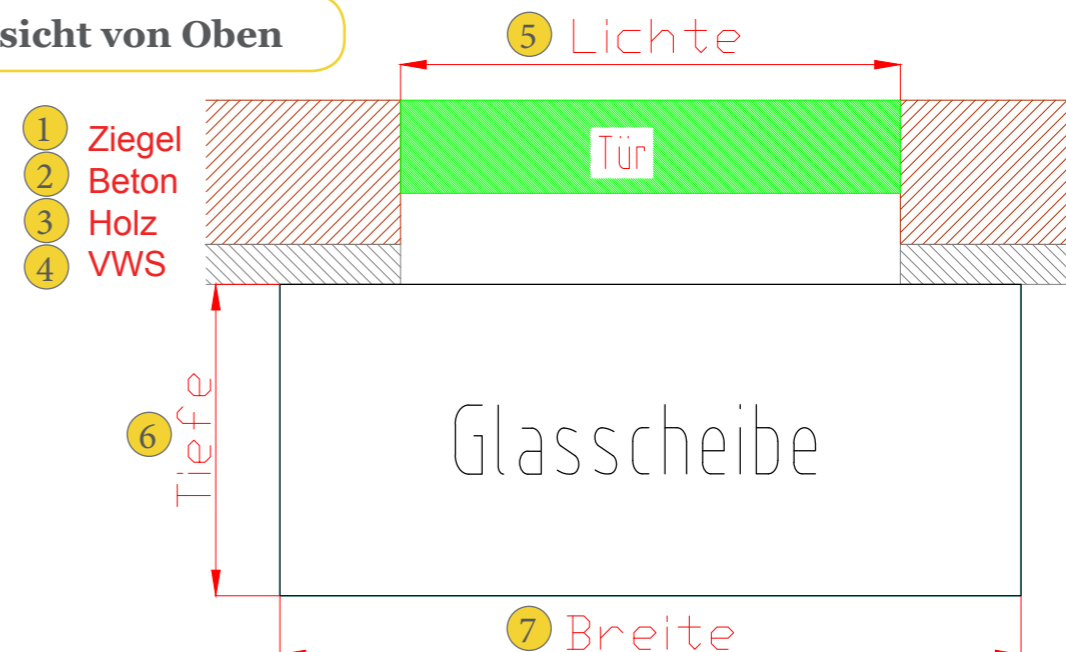 sicht von Oben
5 Lichte
1 Ziegel
2 Beton
3 Holz
4 VWS
Tür
6 Tiefe
Glasscheibe
7 Breite